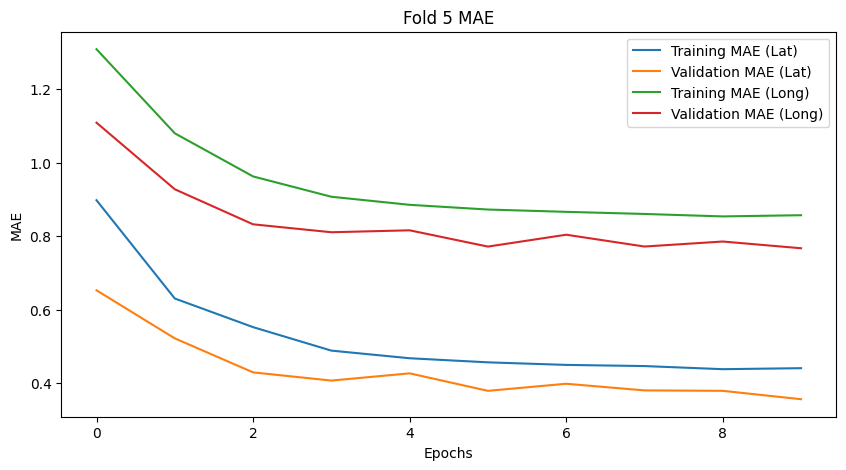 Fold 5 MAE
Training MAE (Lat)
Validation MAE (Lat)
Training MAE (Long)
Validation MAE (Long)
1.2
1.0
0.8
0.6
0.4
MAE
0 2 4 6 8
Epochs